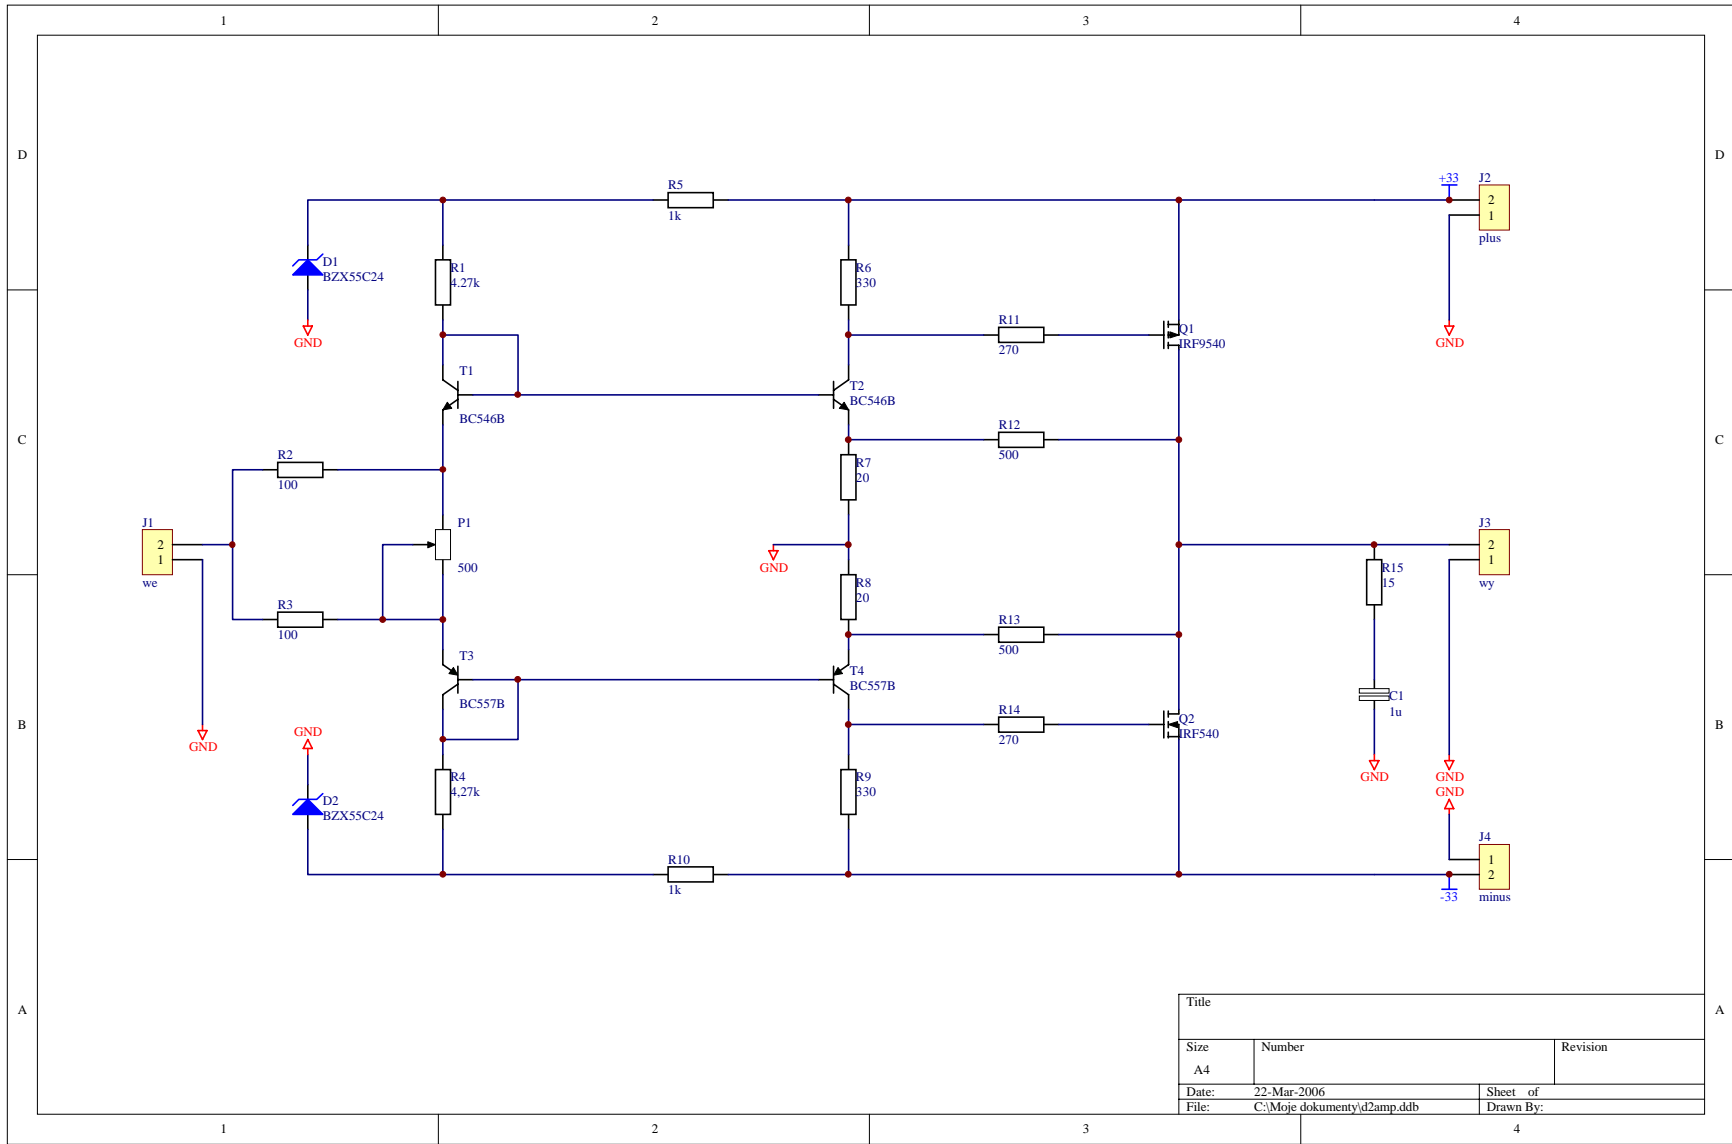 1 2 3 4
D D
C C
B B
A A
1 2 3 4
R5
1k
+33
J2
2
1
plus
GND
D1
BZX55C24
GND
R1
4.27k
R6
330
R11
270
Q1
IRF9540
T1
BC546B
T2
BC546B
R12
500
R2
100
R7
20
J1
2
1
we
GND
P1
500
GND
R3
100
R8
20
R13
500
J3
2
1
wy
GND
R15
15
C1
1u
GND
T3
BC557B
T4
BC557B
R14
270
Q2
IRF540
GND
D2
BZX55C24
R4
4,27k
R9
330
R10
1k
GND
J4
1
2
minus
-33
Title
Size Number Revision
A4
Date: 22-Mar-2006 Sheet of
File: C:\Moje dokumenty\d2amp.ddb Drawn By: